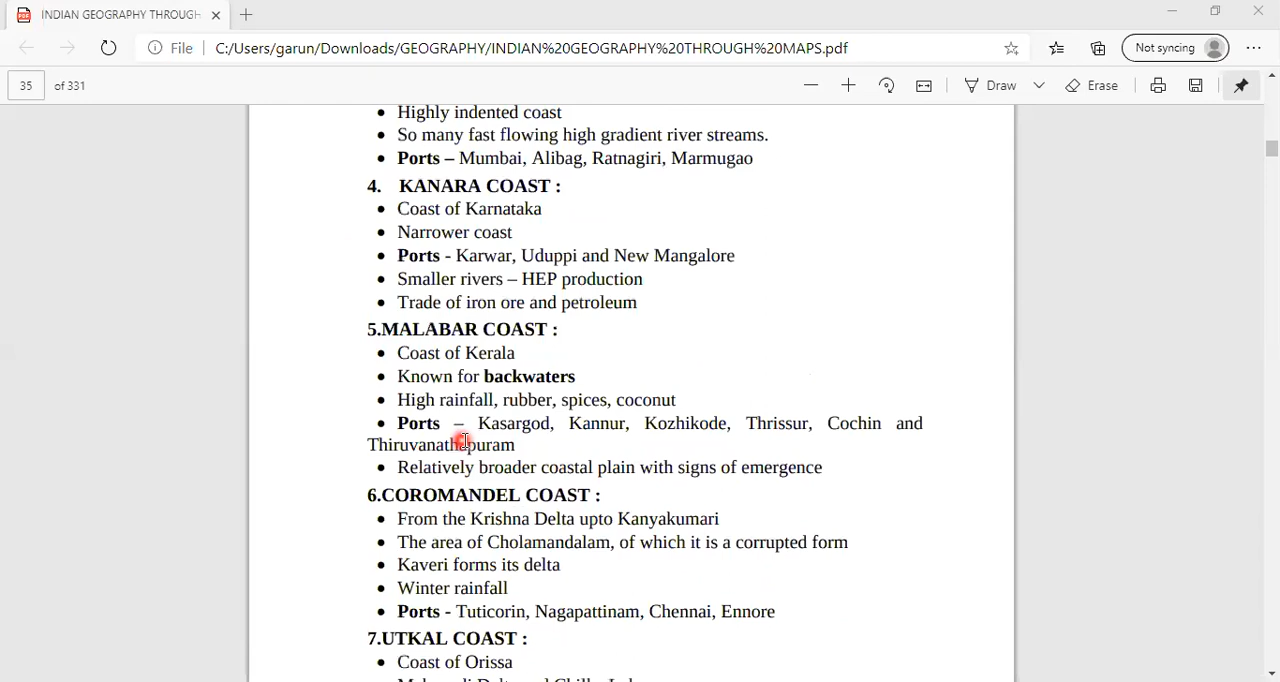 INDIAN GEOGRAPHY THROUGH
File
C:/Users/garun/Downloads/GEOGRAPHY/INDIAN%20GEOGRAPHY%20THROUGH%20MAPS.pdf
Not syncing
35 of 331
Draw
Erase
• Highly indented coast
• So many fast flowing high gradient river streams.
• Ports – Mumbai, Alibag, Ratnagiri, Marmugao
4. KANARA COAST :
• Coast of Karnataka
• Narrower coast
• Ports - Karwar, Uduppi and New Mangalore
• Smaller rivers – HEP production
• Trade of iron ore and petroleum
5.MALABAR COAST :
• Coast of Kerala
• Known for backwaters
• High rainfall, rubber, spices, coconut
• Ports – Kasargod, Kannur, Kozhikode, Thrissur, Cochin and
Thiruvanathapuram
• Relatively broader coastal plain with signs of emergence
6.COROMANDEL COAST :
• From the Krishna Delta upto Kanyakumari
• The area of Cholamandalam, of which it is a corrupted form
• Kaveri forms its delta
• Winter rainfall
• Ports - Tuticorin, Nagapattinam, Chennai, Ennore
7.UTKAL COAST :
• Coast of Orissa